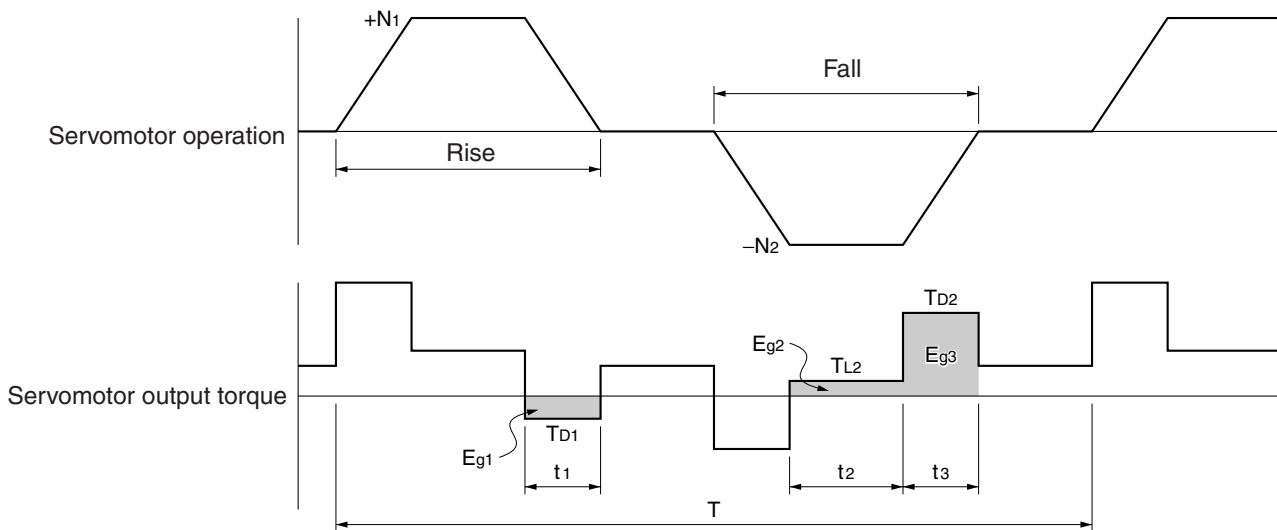 +N1
Fall
Servomotor operation
Rise
–N2
TD2
Eg2
TL2
Eg3
Servomotor output torque
TD1
Eg1
t1
t2
t3
T